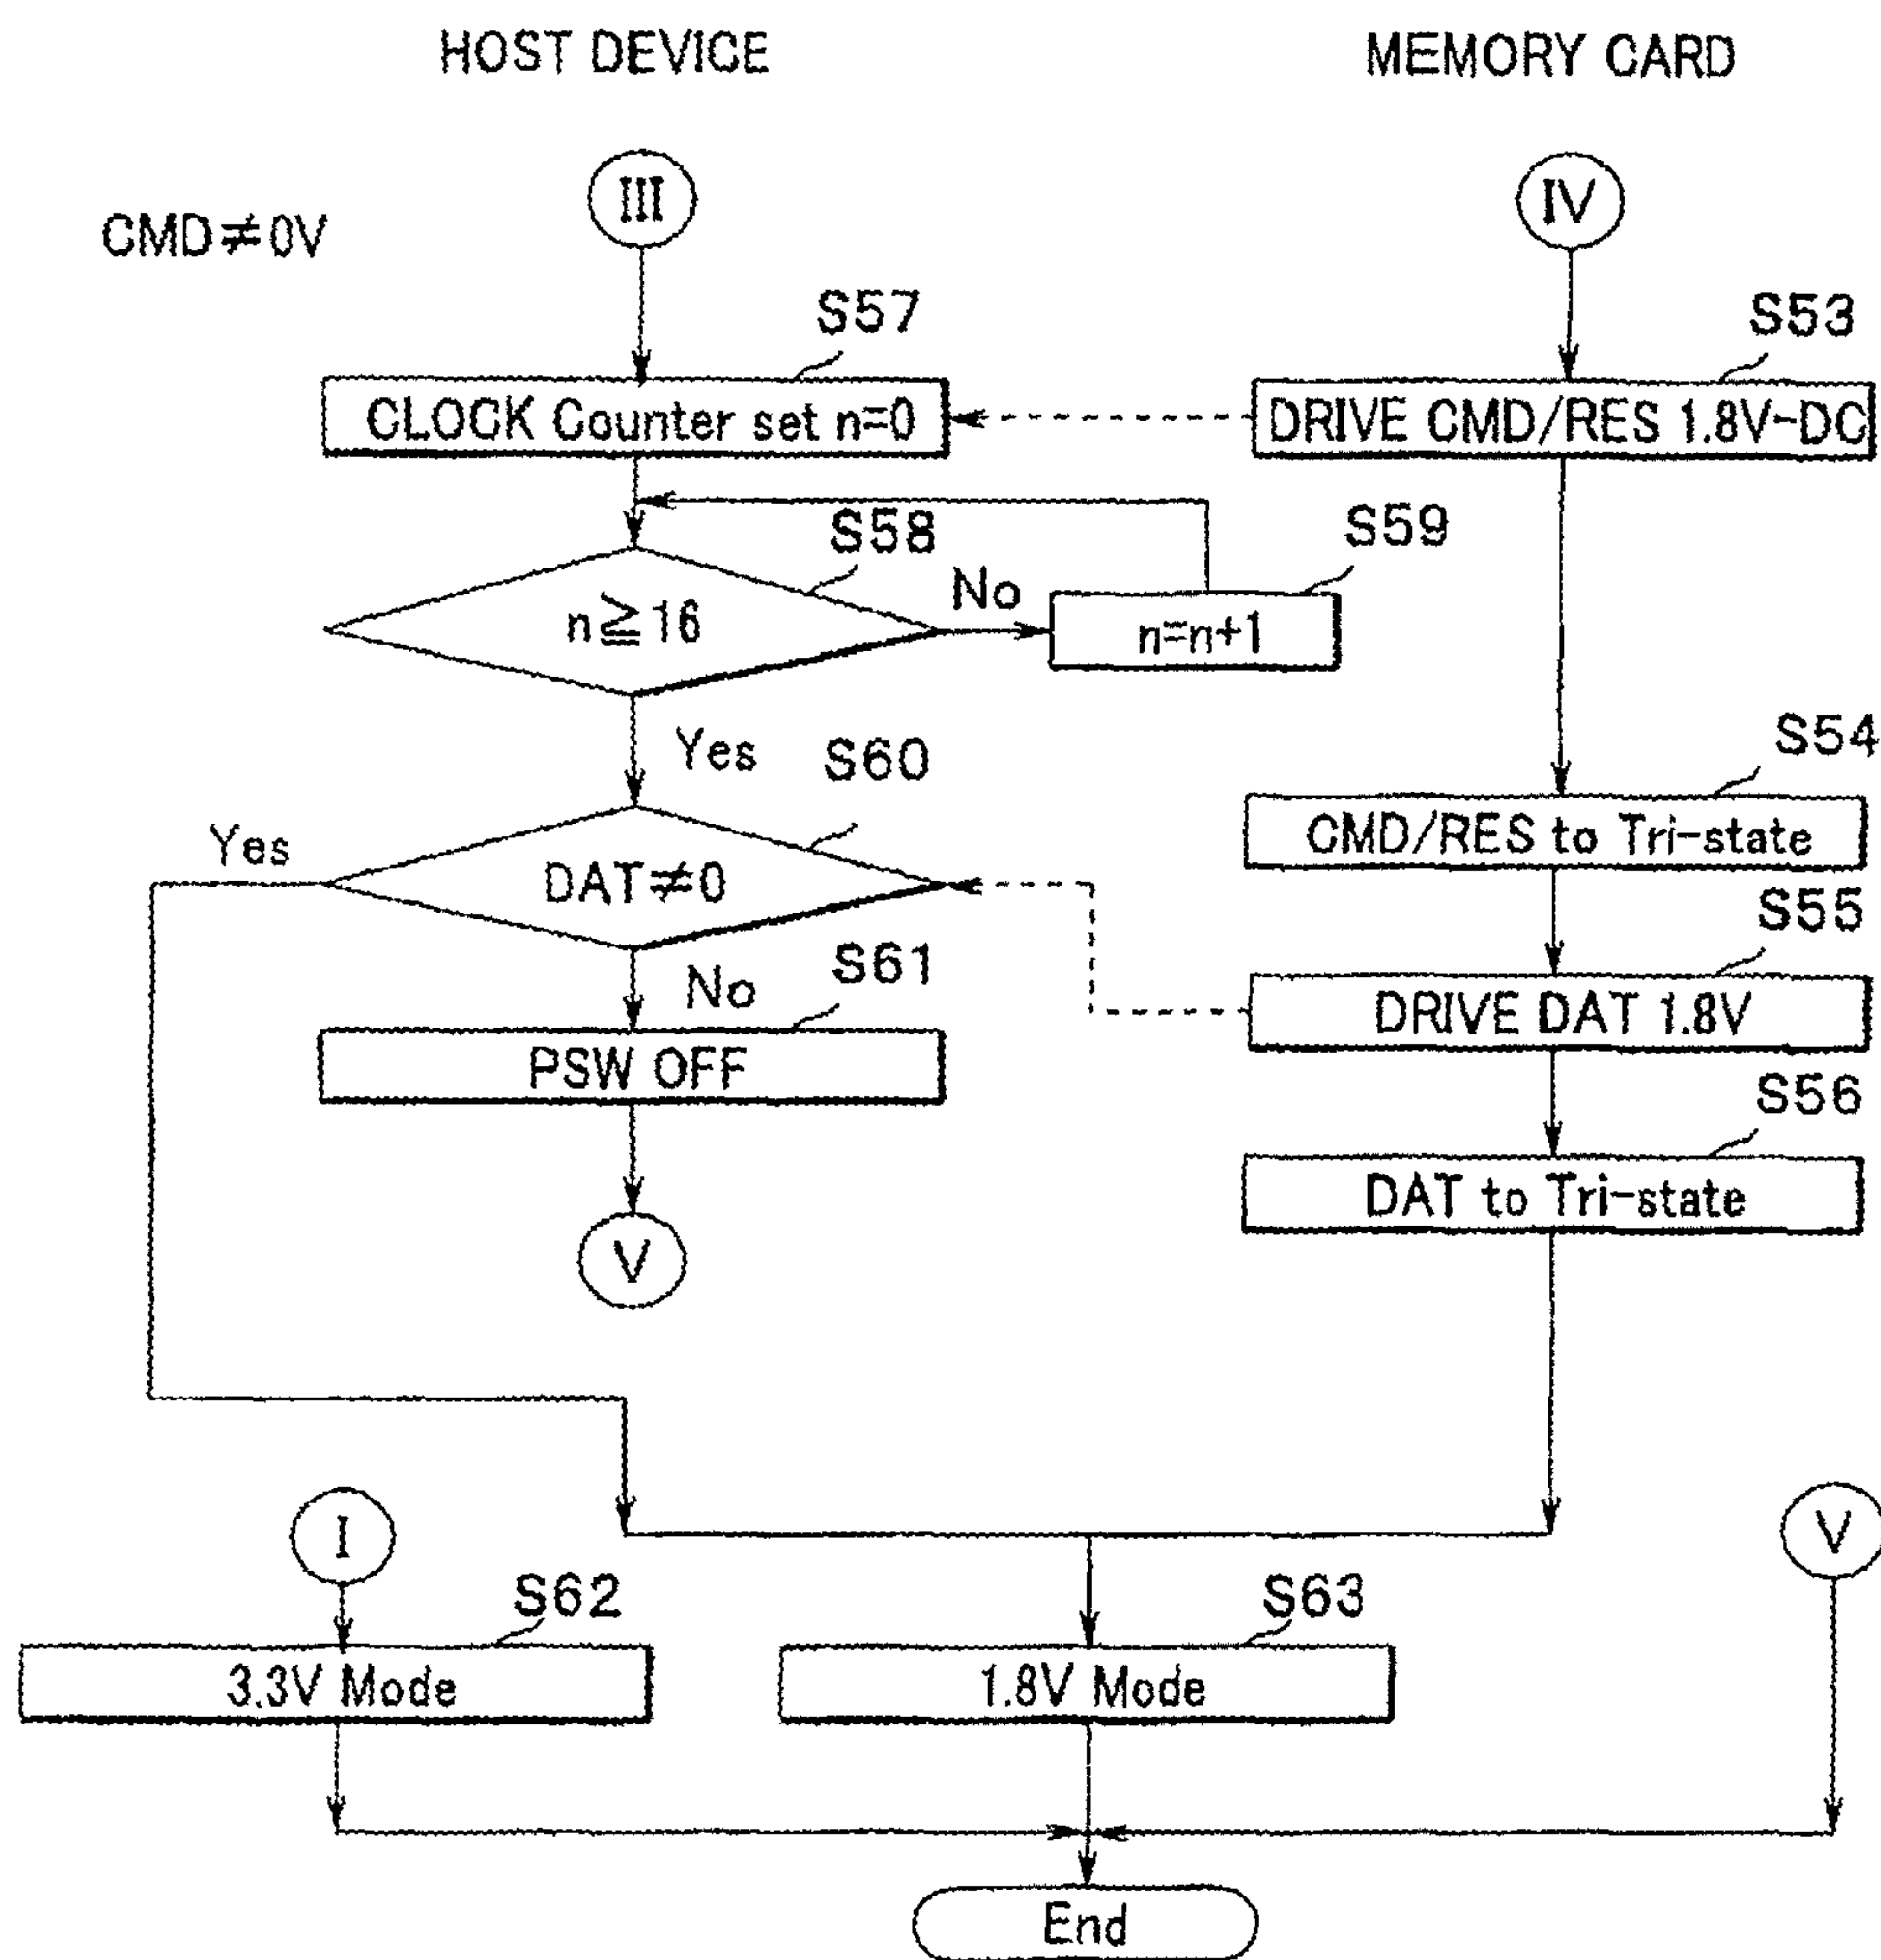 HOST DEVICE
MEMORY CARD
III
IV
CMD≠0V
S57
S53
CLOCK Counter set n=0
DRIVE CMD/RES 1.8V-DC
S58
S59
No
n≧16
n=n+1
Yes
S60
S54
Yes
CMD/RES to Tri-state
DAT≠0
S55
No
S61
DRIVE DAT 1.8V
PSW OFF
S56
DAT to Tri-state
V
I
V
S62
S63
3.3V Mode
1.8V Mode
End